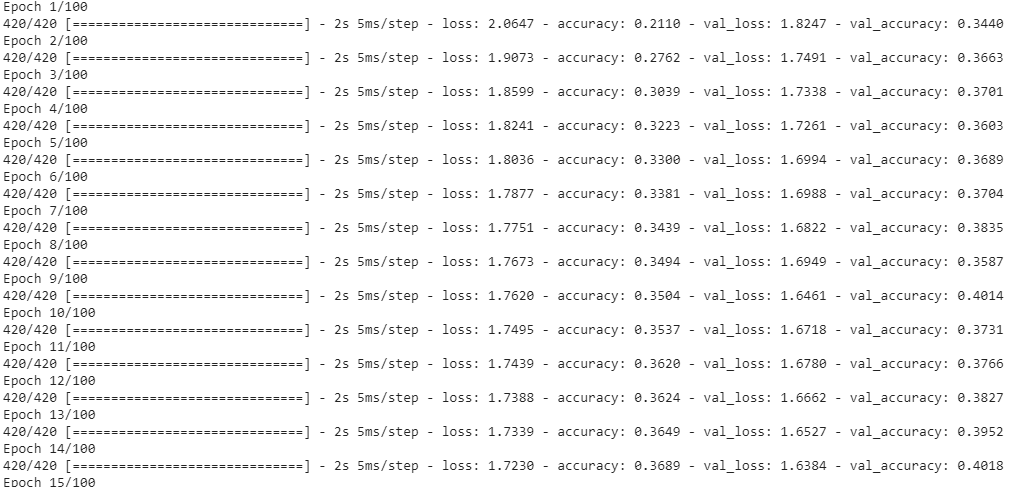 Epoch 1/100
420/420 [==============================] - 2s 5ms/step - loss: 2.0647 - accuracy: 0.2110 - val_loss: 1.8247 - val_accuracy: 0.3440
Epoch 2/100
420/420 [==============================] - 2s 5ms/step - loss: 1.9073 - accuracy: 0.2762 - val_loss: 1.7491 - val_accuracy: 0.3663
Epoch 3/100
420/420 [==============================] - 2s 5ms/step - loss: 1.8599 - accuracy: 0.3039 - val_loss: 1.7338 - val_accuracy: 0.3701
Epoch 4/100
420/420 [==============================] - 2s 5ms/step - loss: 1.8241 - accuracy: 0.3223 - val_loss: 1.7261 - val_accuracy: 0.3603
Epoch 5/100
420/420 [==============================] - 2s 5ms/step - loss: 1.8036 - accuracy: 0.3300 - val_loss: 1.6994 - val_accuracy: 0.3689
Epoch 6/100
420/420 [==============================] - 2s 5ms/step - loss: 1.7877 - accuracy: 0.3381 - val_loss: 1.6988 - val_accuracy: 0.3704
Epoch 7/100
420/420 [==============================] - 2s 5ms/step - loss: 1.7751 - accuracy: 0.3439 - val_loss: 1.6822 - val_accuracy: 0.3835
Epoch 8/100
420/420 [==============================] - 2s 5ms/step - loss: 1.7673 - accuracy: 0.3494 - val_loss: 1.6949 - val_accuracy: 0.3587
Epoch 9/100
420/420 [==============================] - 2s 5ms/step - loss: 1.7620 - accuracy: 0.3504 - val_loss: 1.6461 - val_accuracy: 0.4014
Epoch 10/100
420/420 [==============================] - 2s 5ms/step - loss: 1.7495 - accuracy: 0.3537 - val_loss: 1.6718 - val_accuracy: 0.3731
Epoch 11/100
420/420 [==============================] - 2s 5ms/step - loss: 1.7439 - accuracy: 0.3620 - val_loss: 1.6780 - val_accuracy: 0.3766
Epoch 12/100
420/420 [==============================] - 2s 5ms/step - loss: 1.7388 - accuracy: 0.3624 - val_loss: 1.6662 - val_accuracy: 0.3827
Epoch 13/100
420/420 [==============================] - 2s 5ms/step - loss: 1.7339 - accuracy: 0.3649 - val_loss: 1.6527 - val_accuracy: 0.3952
Epoch 14/100
420/420 [==============================] - 2s 5ms/step - loss: 1.7230 - accuracy: 0.3689 - val_loss: 1.6384 - val_accuracy: 0.4018
Epoch 15/100